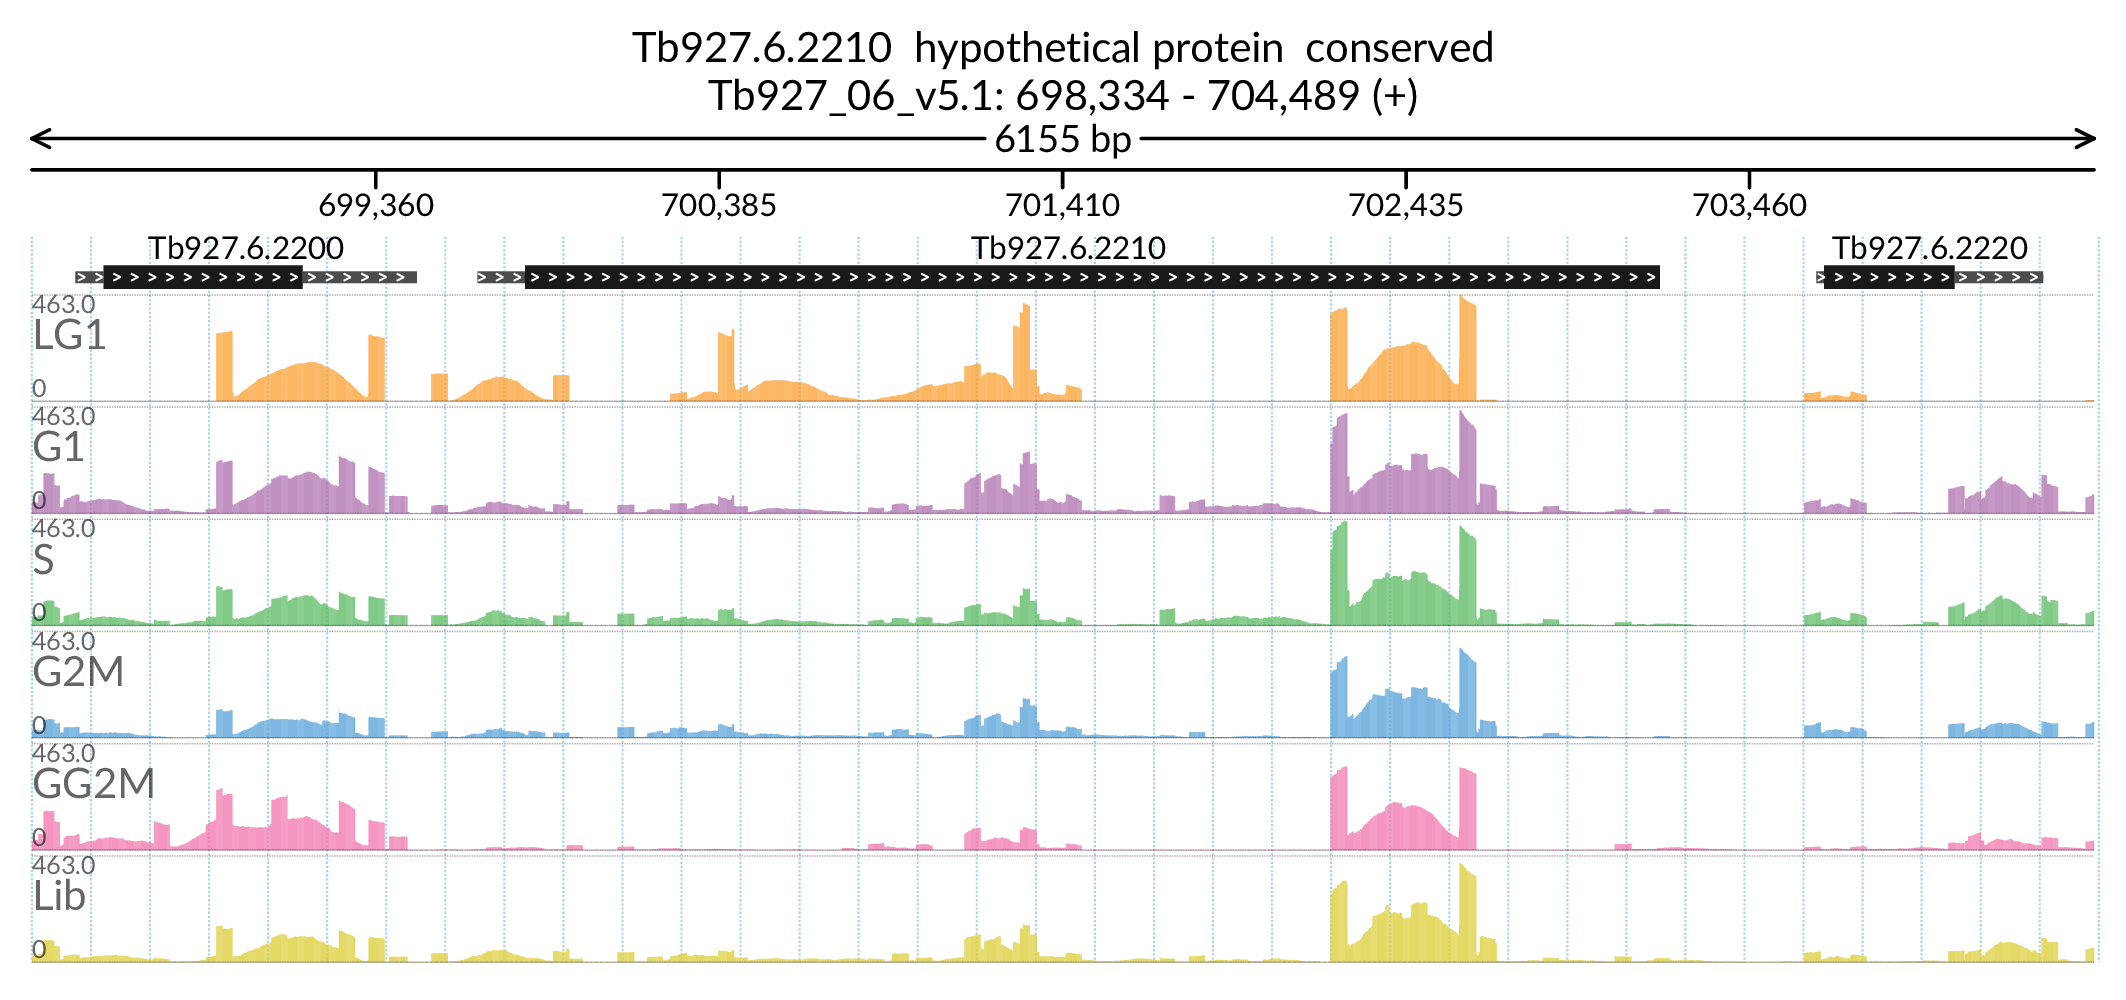 Tb927.6.2210  hypothetical protein  conserved
Tb927_06_v5.1: 698,334 - 704,489 (+)
6155 bp
699,360 700,385 701,410 702,435 703,460
Tb927.6.2200 Tb927.6.2210 Tb927.6.2220
463.0
LG1
0
463.0
G1
0
463.0
S
0
463.0
G2M
0
463.0
GG2M
0
463.0
Lib
0